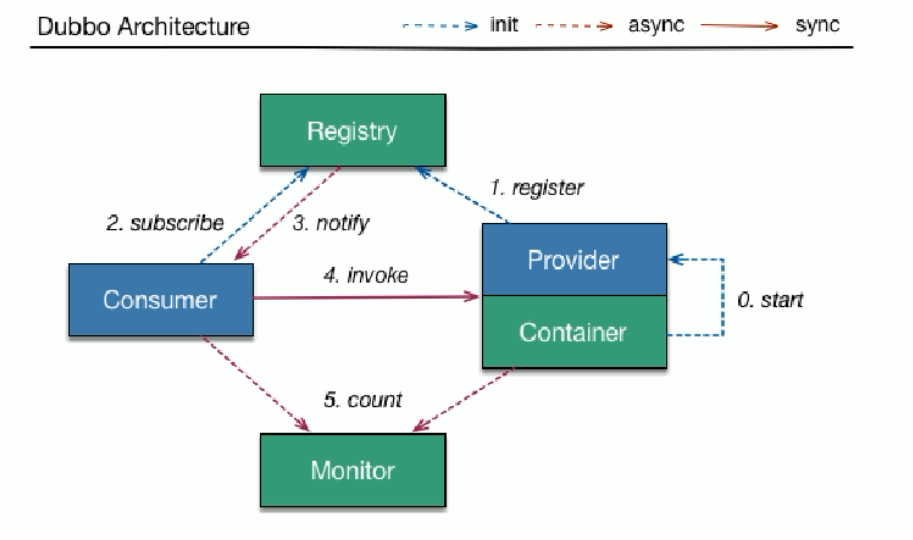 Dubbo Architecture
init
async
sync
Registry
1. register
2. subscribe
3. notify
Provider
4. invoke
Consumer
0. start
Container
5. count
Monitor